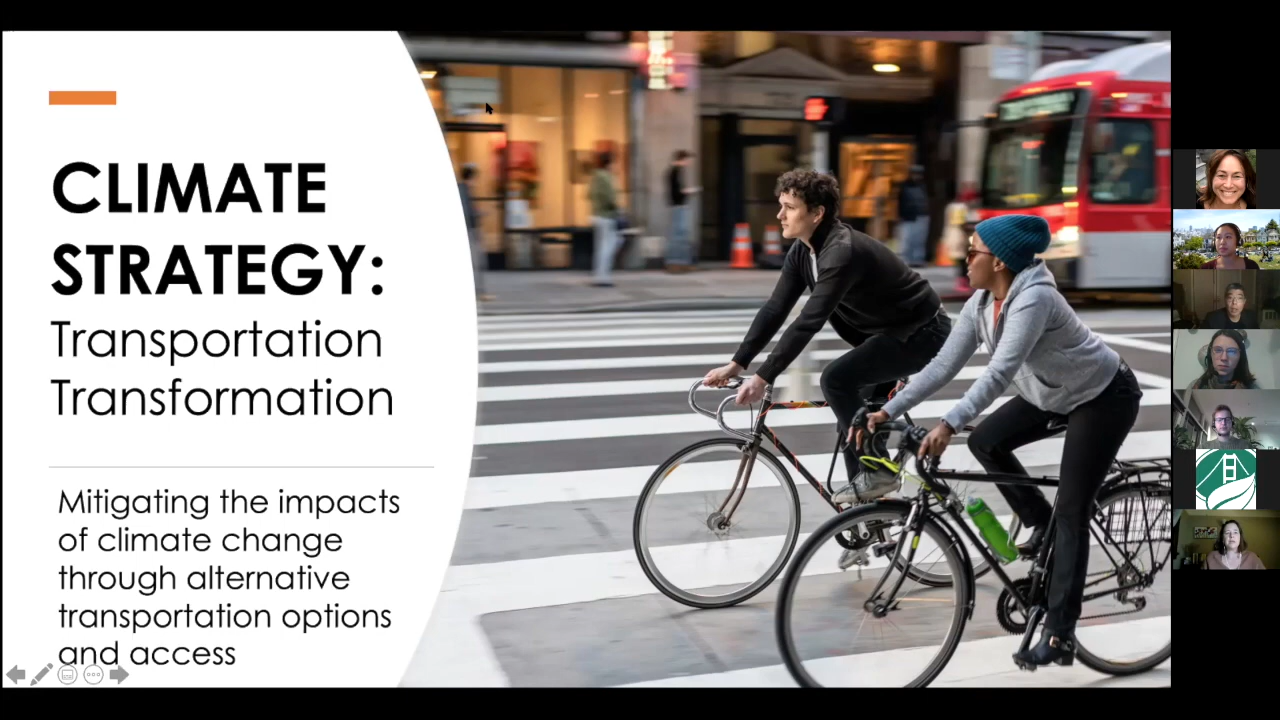 CLIMATE
STRATEGY:
Transportation
Transformation
Mitigating the impacts
of climate change
through alternative
transportation options
and access